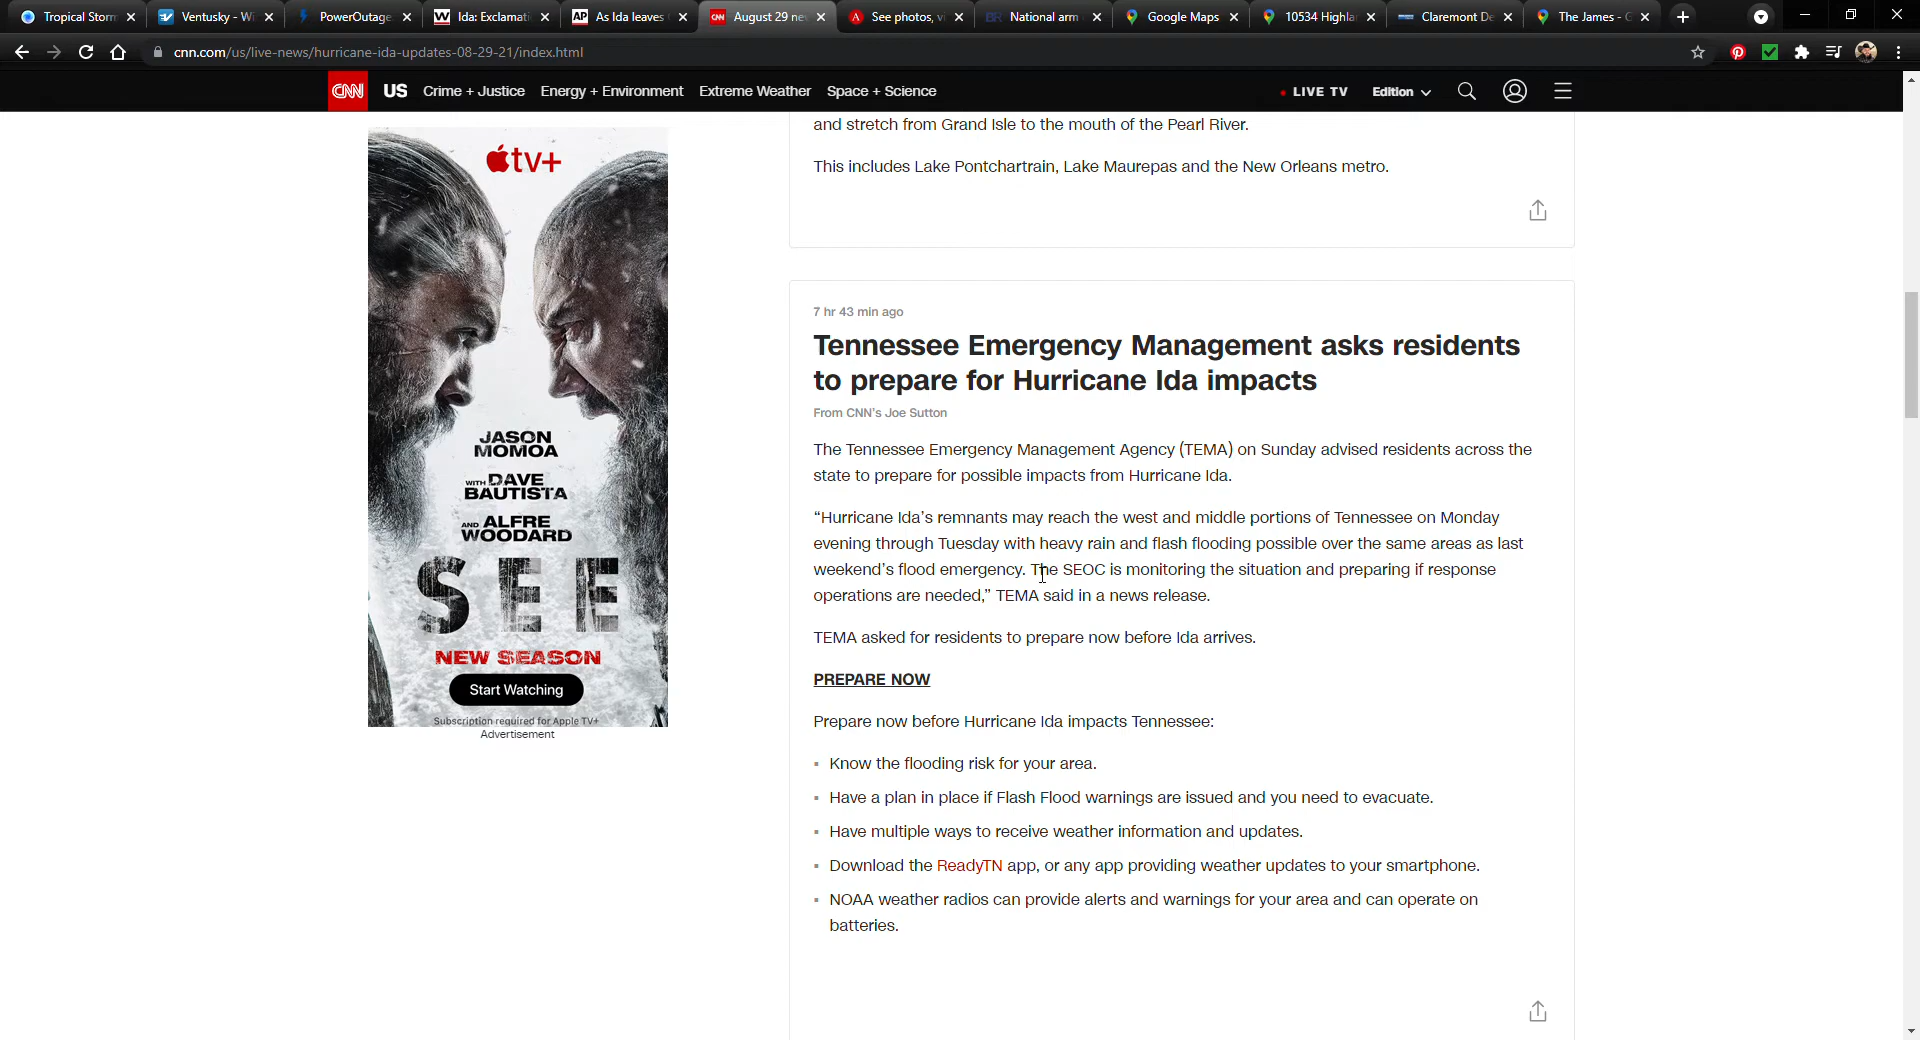 Tropical Storm
Ventusky - Wi
PowerOutage.
Ida: Exclamati
As Ida leaves
August 29 ne
See photos, vi
National arm
Google Maps
10534 Highla
Claremont De
The James - G
cnn.com/us/live-news/hurricane-ida-updates-08-29-21/index.html
CNN US Crime + Justice Energy + Environment Extreme Weather Space + Science LIVE TV Edition
and stretch from Grand Isle to the mouth of the Pearl River.
This includes Lake Pontchartrain, Lake Maurepas and the New Orleans metro.
tv+
JASON
MOMOA
WITH DAVE
BAUTISTA
AND ALFRE
WOODARD
SEE
NEW SEASON
Start Watching
Subscription required for Apple TV+
Advertisement
7 hr 43 min ago
Tennessee Emergency Management asks residents
to prepare for Hurricane Ida impacts
From CNN's Joe Sutton
The Tennessee Emergency Management Agency (TEMA) on Sunday advised residents across the
state to prepare for possible impacts from Hurricane Ida.
“Hurricane Ida’s remnants may reach the west and middle portions of Tennessee on Monday
evening through Tuesday with heavy rain and flash flooding possible over the same areas as last
weekend’s flood emergency. The SEOC is monitoring the situation and preparing if response
operations are needed,” TEMA said in a news release.
TEMA asked for residents to prepare now before Ida arrives.
PREPARE NOW
Prepare now before Hurricane Ida impacts Tennessee:
Know the flooding risk for your area.
Have a plan in place if Flash Flood warnings are issued and you need to evacuate.
Have multiple ways to receive weather information and updates.
Download the ReadyTN app, or any app providing weather updates to your smartphone.
NOAA weather radios can provide alerts and warnings for your area and can operate on
batteries.